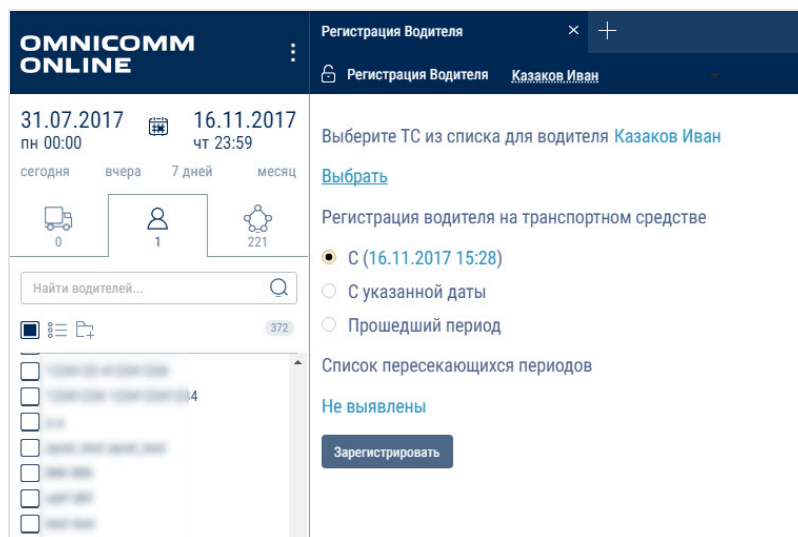 OMNICOMM
ONLINE
31.07.2017
пн 00:00
16.11.2017
чт 23:59
сегодня вчера 7 дней месяц
0
1
221
Найти водителей...
372
Регистрация Водителя
Регистрация Водителя Казаков Иван
Выберите ТС из списка для водителя Казаков Иван
Выбрать
Регистрация водителя на транспортном средстве
С (16.11.2017 15:28)
С указанной даты
Прошедший период
Список пересекающихся периодов
Не выявлены
Зарегистрировать